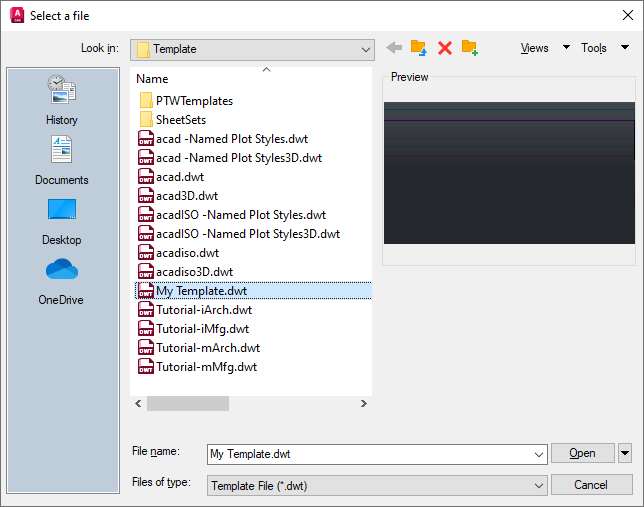 Select a file
Look in: Template Views Tools
Name
Preview
History
Documents
Desktop
OneDrive
PTWTemplates
SheetSets
acad -Named Plot Styles.dwt
acad -Named Plot Styles3D.dwt
acad.dwt
acad3D.dwt
acadISO -Named Plot Styles.dwt
acadISO -Named Plot Styles3D.dwt
acadiso.dwt
acadiso3D.dwt
My Template.dwt
Tutorial-iArch.dwt
Tutorial-iMfg.dwt
Tutorial-mArch.dwt
Tutorial-mMfg.dwt
File name: My Template.dwt Open
Files of type: Template File (*.dwt) Cancel